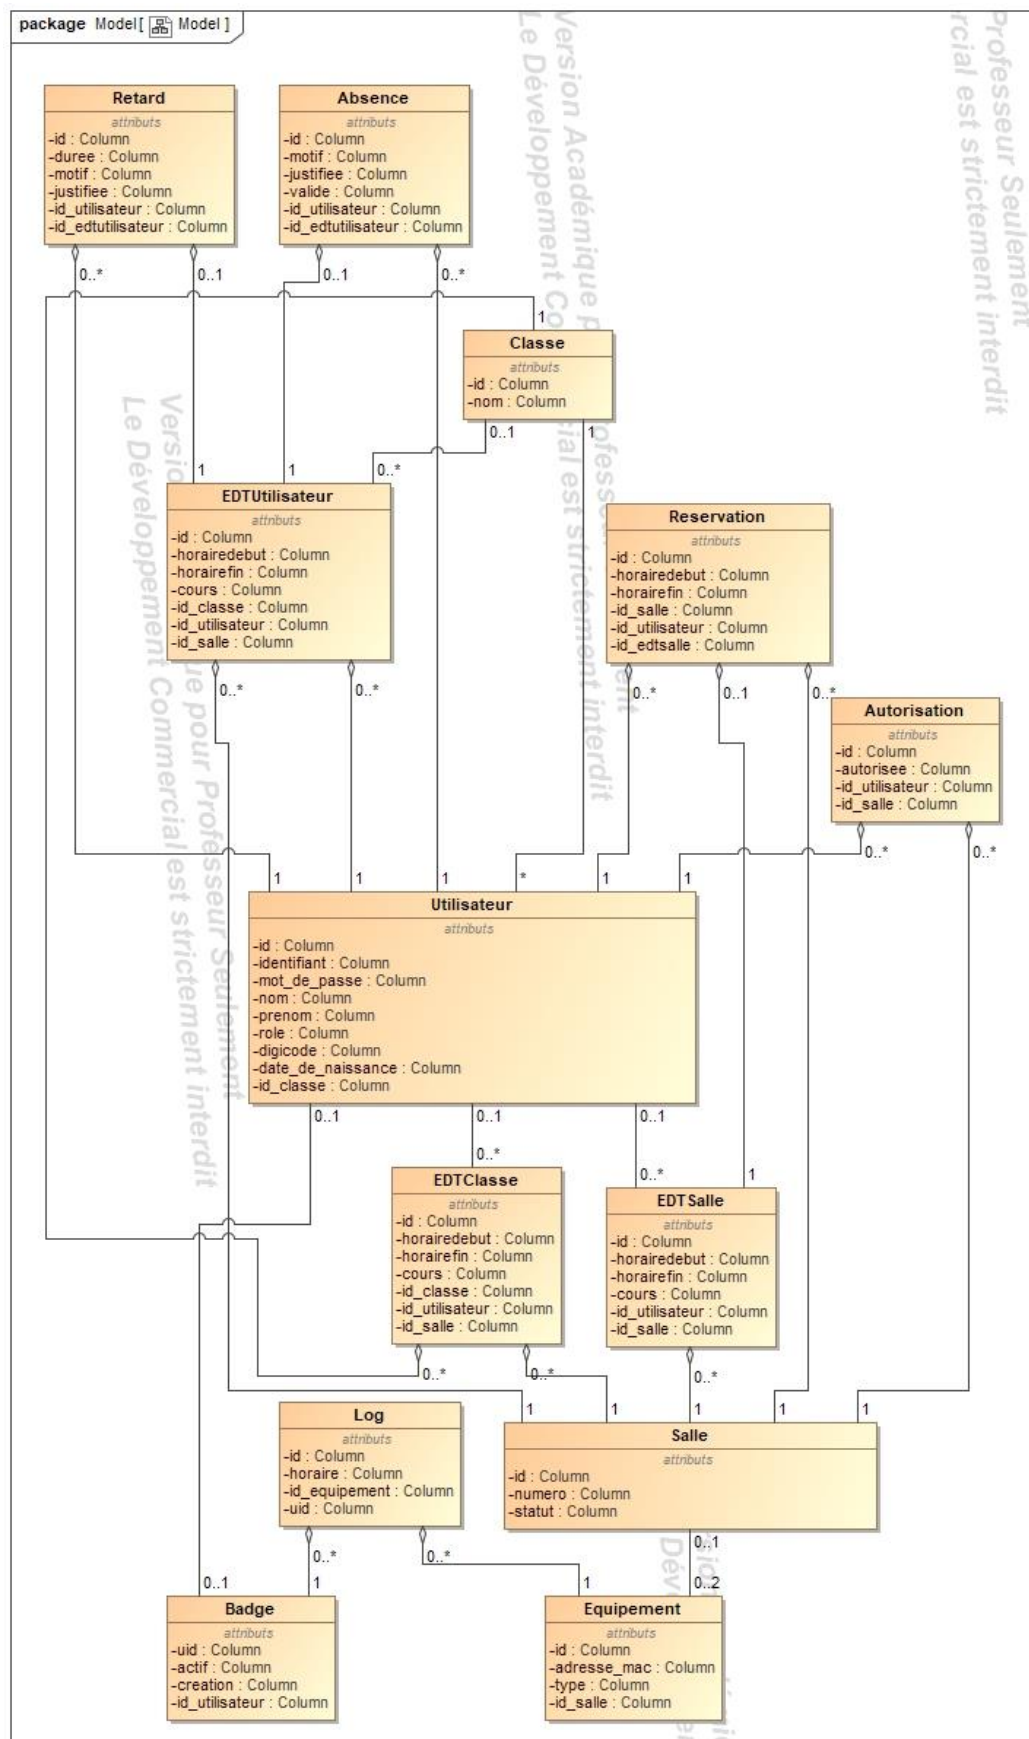 package Model[ Model ]
Version Académique p
Le Développement Co
Professeur Seulement
rcial est strictement interdit
Retard
attributs
-id : Column
-duree : Column
-motif : Column
-justifiee : Column
-id_utilisateur : Column
-id_edtutilisateur : Column
Absence
attributs
-id : Column
-motif : Column
-justifiee : Column
-valide : Column
-id_utilisateur : Column
-id_edtutilisateur : Column
0..*
0..1
0..1
0..*
1
Classe
attributs
-id : Column
-nom : Column
0..1
1
0..*
1
1
EDTUtilisateur
attributs
-id : Column
-horairedebut : Column
-horairefin : Column
-cours : Column
-id_classe : Column
-id_utilisateur : Column
-id_salle : Column
Reservation
attributs
-id : Column
-horairedebut : Column
-horairefin : Column
-id_salle : Column
-id_utilisateur : Column
-id_edtsalle : Column
0..*
0..*
0..*
0..1
0..*
Autorisation
attributs
-id : Column
-autorisee : Column
-id_utilisateur : Column
-id_salle : Column
0..*
0..*
1
1
1
*
1
1
Utilisateur
attributs
-id : Column
-identifiant : Column
-mot_de_passe : Column
-nom : Column
-prenom : Column
-role : Column
-digicode : Column
-date_de_naissance : Column
-id_classe : Column
0..1
0..1
0..1
0..*
0..*
1
EDTClasse
attributs
-id : Column
-horairedebut : Column
-horairefin : Column
-cours : Column
-id_classe : Column
-id_utilisateur : Column
-id_salle : Column
EDTSalle
attributs
-id : Column
-horairedebut : Column
-horairefin : Column
-cours : Column
-id_utilisateur : Column
-id_salle : Column
0..*
0..*
0..*
1
1
1
1
1
Log
attributs
-id : Column
-horaire : Column
-id_equipement : Column
-uid : Column
Salle
attributs
-id : Column
-numero : Column
-statut : Column
0..*
0..*
0..1
0..1
1
1
0..2
Badge
attributs
-uid : Column
-actif : Column
-creation : Column
-id_utilisateur : Column
Equipement
attributs
-id : Column
-adresse_mac : Column
-type : Column
-id_salle : Column